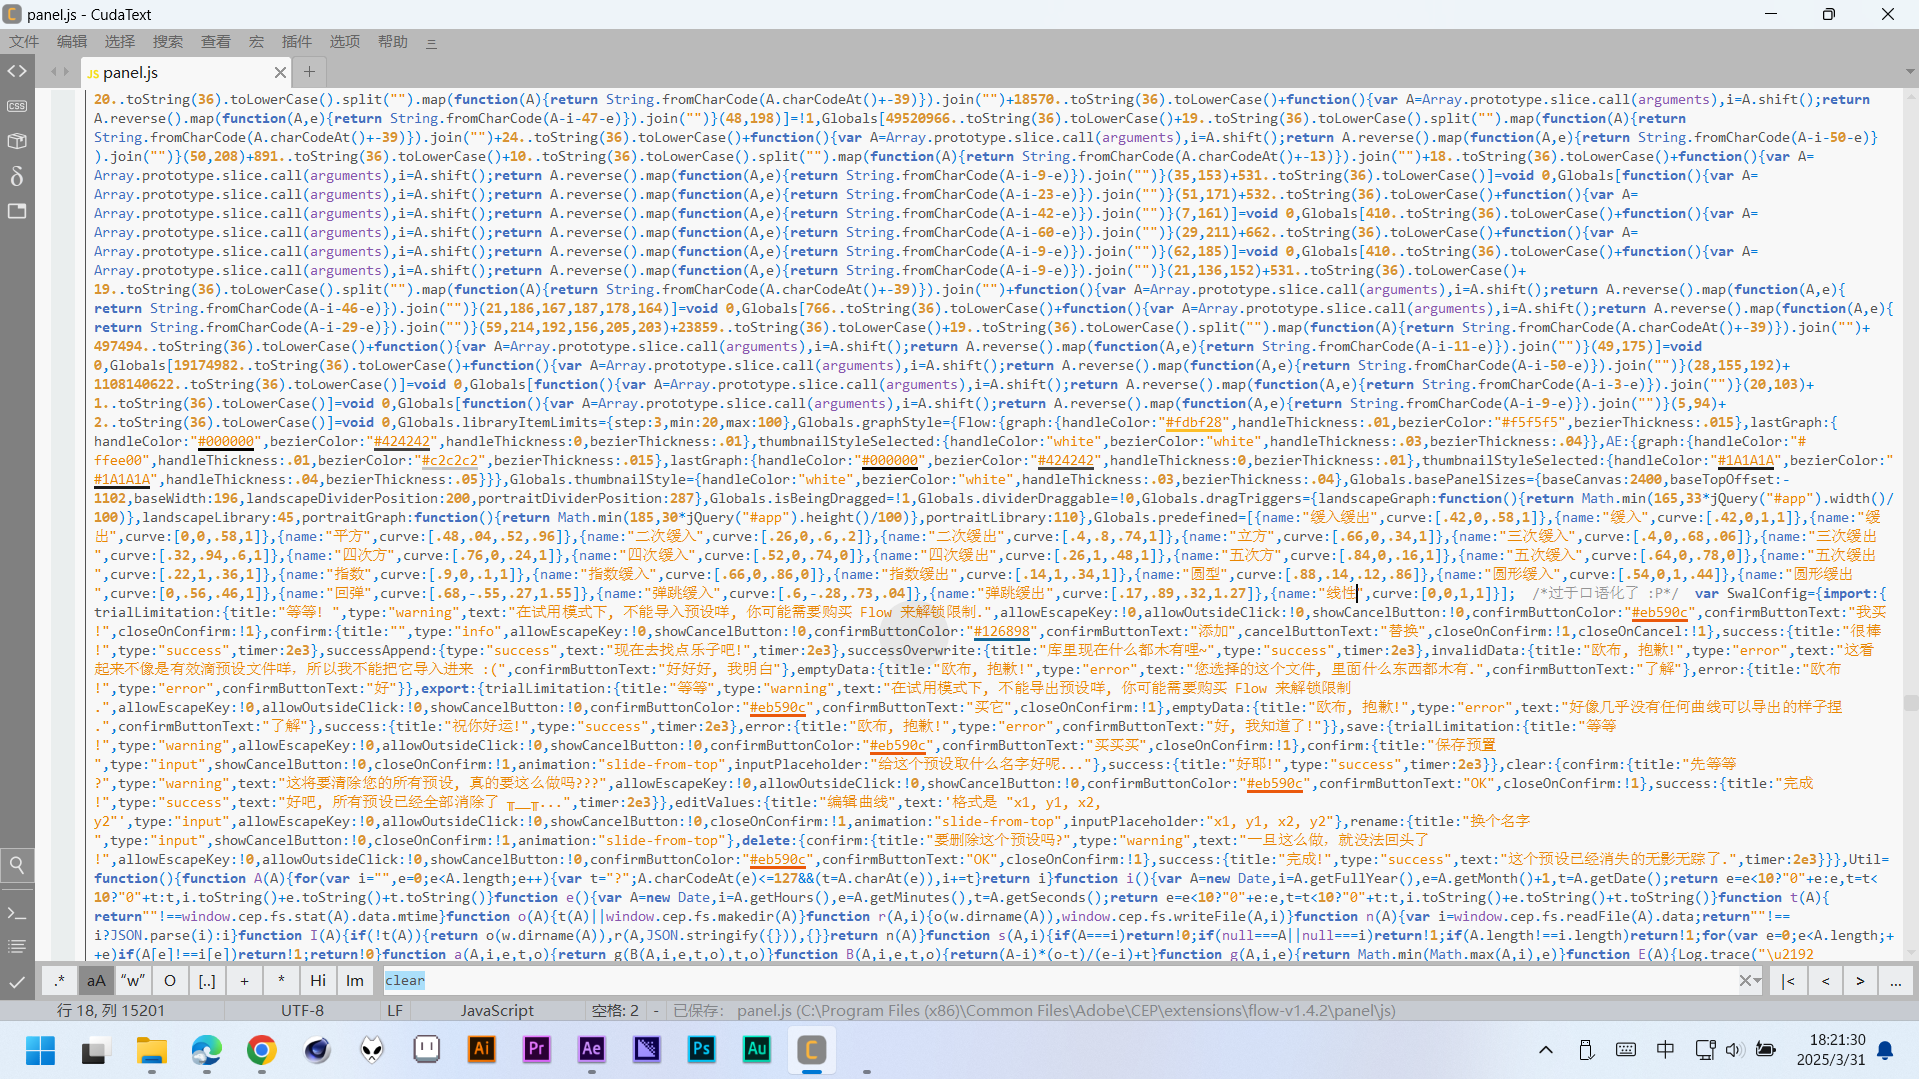 panel.js - CudaText
文件 编辑 选择 搜索 查看 宏 插件 选项 帮助 三
JS panel.js
20..toString(36).toLowerCase().split("").map(function(A){return String.fromCharCode(A.charCodeAt()+-39)}).join("")+18570..toString(36).toLowerCase()+function(){var A=Array.prototype.slice.call(arguments),i=A.shift();return
A.reverse().map(function(A,e){return String.fromCharCode(A-i-47-e)}).join("")}(48,198)]=!1,Globals[49520966..toString(36).toLowerCase()+19..toString(36).toLowerCase().split("").map(function(A){return
String.fromCharCode(A.charCodeAt()+-39)}).join("")+24..toString(36).toLowerCase()+function(){var A=Array.prototype.slice.call(arguments),i=A.shift();return A.reverse().map(function(A,e){return String.fromCharCode(A-i-50-e)}
).join("")}(50,208)+891..toString(36).toLowerCase()+10..toString(36).toLowerCase().split("").map(function(A){return String.fromCharCode(A.charCodeAt()+-13)}).join("")+18..toString(36).toLowerCase()+function(){var A=
Array.prototype.slice.call(arguments),i=A.shift();return A.reverse().map(function(A,e){return String.fromCharCode(A-i-9-e)}).join("")}(35,153)+531..toString(36).toLowerCase()]=void 0,Globals[function(){var A=
Array.prototype.slice.call(arguments),i=A.shift();return A.reverse().map(function(A,e){return String.fromCharCode(A-i-23-e)}).join("")}(51,171)+532..toString(36).toLowerCase()+function(){var A=
Array.prototype.slice.call(arguments),i=A.shift();return A.reverse().map(function(A,e){return String.fromCharCode(A-i-42-e)}).join("")}(7,161)]=void 0,Globals[410..toString(36).toLowerCase()+function(){var A=
Array.prototype.slice.call(arguments),i=A.shift();return A.reverse().map(function(A,e){return String.fromCharCode(A-i-60-e)}).join("")}(29,211)+662..toString(36).toLowerCase()+function(){var A=
Array.prototype.slice.call(arguments),i=A.shift();return A.reverse().map(function(A,e){return String.fromCharCode(A-i-9-e)}).join("")}(62,185)]=void 0,Globals[410..toString(36).toLowerCase()+function(){var A=
Array.prototype.slice.call(arguments),i=A.shift();return A.reverse().map(function(A,e){return String.fromCharCode(A-i-9-e)}).join("")}(21,136,152)+531..toString(36).toLowerCase()+
19..toString(36).toLowerCase().split("").map(function(A){return String.fromCharCode(A.charCodeAt()+-39)}).join("")+function(){var A=Array.prototype.slice.call(arguments),i=A.shift();return A.reverse().map(function(A,e){
return String.fromCharCode(A-i-46-e)}).join("")}(21,186,167,187,178,164)]=void 0,Globals[766..toString(36).toLowerCase()+function(){var A=Array.prototype.slice.call(arguments),i=A.shift();return A.reverse().map(function(A,e){
return String.fromCharCode(A-i-29-e)}).join("")}(59,214,192,156,205,203)+23859..toString(36).toLowerCase()+19..toString(36).toLowerCase().split("").map(function(A){return String.fromCharCode(A.charCodeAt()+-39)}).join("")+
497494..toString(36).toLowerCase()+function(){var A=Array.prototype.slice.call(arguments),i=A.shift();return A.reverse().map(function(A,e){return String.fromCharCode(A-i-11-e)}).join("")}(49,175)]=void
0,Globals[19174982..toString(36).toLowerCase()+function(){var A=Array.prototype.slice.call(arguments),i=A.shift();return A.reverse().map(function(A,e){return String.fromCharCode(A-i-50-e)}).join("")}(28,155,192)+
1108140622..toString(36).toLowerCase()]=void 0,Globals[function(){var A=Array.prototype.slice.call(arguments),i=A.shift();return A.reverse().map(function(A,e){return String.fromCharCode(A-i-3-e)}).join("")}(20,103)+
1..toString(36).toLowerCase()]=void 0,Globals[function(){var A=Array.prototype.slice.call(arguments),i=A.shift();return A.reverse().map(function(A,e){return String.fromCharCode(A-i-9-e)}).join("")}(5,94)+
2..toString(36).toLowerCase()]=void 0,Globals.libraryItemLimits={step:3,min:20,max:100},Globals.graphStyle={Flow:{graph:{handleColor:"#fdbf28",handleThickness:.01,bezierColor:"#f5f5f5",bezierThickness:.015},lastGraph:{
handleColor:"#000000",bezierColor:"#424242",handleThickness:0,bezierThickness:.01},thumbnailStyleSelected:{handleColor:"white",bezierColor:"white",handleThickness:.03,bezierThickness:.04}},AE:{graph:{handleColor:"#
ffee00",handleThickness:.01,bezierColor:"#c2c2c2",bezierThickness:.015},lastGraph:{handleColor:"#000000",bezierColor:"#424242",handleThickness:0,bezierThickness:.01},thumbnailStyleSelected:{handleColor:"#1A1A1A",bezierColor:"
#1A1A1A",handleThickness:.04,bezierThickness:.05}}},Globals.thumbnailStyle={handleColor:"white",bezierColor:"white",handleThickness:.03,bezierThickness:.04},Globals.basePanelSizes={baseCanvas:2400,baseTopOffset:-
1102,baseWidth:196,landscapeDividerPosition:200,portraitDividerPosition:287},Globals.isBeingDragged=!1,Globals.dividerDraggable=!0,Globals.dragTriggers={landscapeGraph:function(){return Math.min(165,33*jQuery("#app").width()/
100)},landscapeLibrary:45,portraitGraph:function(){return Math.min(185,30*jQuery("#app").height()/100)},portraitLibrary:110},Globals.predefined=[{name:"缓入缓出",curve:[.42,0,.58,1]},{name:"缓入",curve:[.42,0,1,1]},{name:"缓
出",curve:[0,0,.58,1]},{name:"平方",curve:[.48,.04,.52,.96]},{name:"二次缓入",curve:[.26,0,.6,.2]},{name:"二次缓出",curve:[.4,.8,.74,1]},{name:"立方",curve:[.66,0,.34,1]},{name:"三次缓入",curve:[.4,0,.68,.06]},{name:"三次缓出
",curve:[.32,.94,.6,1]},{name:"四次方",curve:[.76,0,.24,1]},{name:"四次缓入",curve:[.52,0,.74,0]},{name:"四次缓出",curve:[.26,1,.48,1]},{name:"五次方",curve:[.84,0,.16,1]},{name:"五次缓入",curve:[.64,0,.78,0]},{name:"五次缓出
",curve:[.22,1,.36,1]},{name:"指数",curve:[.9,0,.1,1]},{name:"指数缓入",curve:[.66,0,.86,0]},{name:"指数缓出",curve:[.14,1,.34,1]},{name:"圆型",curve:[.88,.14,.12,.86]},{name:"圆形缓入",curve:[.54,0,1,.44]},{name:"圆形缓出
",curve:[0,.56,.46,1]},{name:"回弹",curve:[.68,-.55,.27,1.55]},{name:"弹跳缓入",curve:[.6,-.28,.73,.04]},{name:"弹跳缓出",curve:[.17,.89,.32,1.27]},{name:"线性",curve:[0,0,1,1]}]; /*过于口语化了 :P*/ var SwalConfig={import:{
trialLimitation:{title:"等等! ",type:"warning",text:"在试用模式下, 不能导入预设咩, 你可能需要购买 Flow 来解锁限制.",allowEscapeKey:!0,allowOutsideClick:!0,showCancelButton:!0,confirmButtonColor:"#eb590c",confirmButtonText:"我买
!",closeOnConfirm:!1},confirm:{title:"",type:"info",allowEscapeKey:!0,allowOutsideClick:!0,showCancelButton:!0,confirmButtonColor:"#126898",confirmButtonText:"添加",cancelButtonText:"替换",closeOnConfirm:!1,closeOnCancel:!1},success:{title:"很棒
!",type:"success",timer:2e3},successAppend:{type:"success",text:"现在去找点乐子吧!",timer:2e3},successOverwrite:{title:"库里现在什么都木有哩~",type:"success",timer:2e3},invalidData:{title:"欧布, 抱歉!",type:"error",text:"这看
起来不像是有效滴预设文件咩，所以我不能把它导入进来 :(",confirmButtonText:"好好好, 我明白"},emptyData:{title:"欧布, 抱歉!",type:"error",text:"您选择的这个文件, 里面什么东西都木有.",confirmButtonText:"了解"},error:{title:"欧布
!",type:"error",confirmButtonText:"好"}},export:{trialLimitation:{title:"等等",type:"warning",text:"在试用模式下, 不能导出预设咩, 你可能需要购买 Flow 来解锁限制
.",allowEscapeKey:!0,allowOutsideClick:!0,showCancelButton:!0,confirmButtonColor:"#eb590c",confirmButtonText:"买它",closeOnConfirm:!1},emptyData:{title:"欧布, 抱歉!",type:"error",text:"好像几乎没有任何曲线可以导出的样子捏
.",confirmButtonText:"了解"},success:{title:"祝你好运!",type:"success",timer:2e3},error:{title:"欧布, 抱歉!",type:"error",confirmButtonText:"好, 我知道了!"}},save:{trialLimitation:{title:"等等
!",type:"warning",allowEscapeKey:!0,allowOutsideClick:!0,showCancelButton:!0,confirmButtonColor:"#eb590c",confirmButtonText:"买买买",closeOnConfirm:!1},confirm:{title:"保存预置
",type:"input",showCancelButton:!0,closeOnConfirm:!1,animation:"slide-from-top",inputPlaceholder:"给这个预设取什么名字好呢..."},success:{title:"好耶!",type:"success",timer:2e3}},clear:{confirm:{title:"先等等
?",type:"warning",text:"这将要清除您的所有预设, 真的要这么做吗???",allowEscapeKey:!0,allowOutsideClick:!0,showCancelButton:!0,confirmButtonColor:"#eb590c",confirmButtonText:"OK",closeOnConfirm:!1},success:{title:"完成
!",type:"success",text:"好吧, 所有预设已经全部消除了 ╥﹏╥...",timer:2e3}},editValues:{title:"编辑曲线",text:'格式是 "x1, y1, x2,
y2"',type:"input",allowEscapeKey:!0,allowOutsideClick:!0,showCancelButton:!0,closeOnConfirm:!1,animation:"slide-from-top",inputPlaceholder:"x1, y1, x2, y2"},rename:{title:"换个名字
",type:"input",showCancelButton:!0,closeOnConfirm:!1,animation:"slide-from-top"},delete:{confirm:{title:"要删除这个预设吗?",type:"warning",text:"一旦这么做, 就没法回头了
!",allowEscapeKey:!0,allowOutsideClick:!0,showCancelButton:!0,confirmButtonColor:"#eb590c",confirmButtonText:"OK",closeOnConfirm:!1},success:{title:"完成!",type:"success",text:"这个预设已经消失的无影无踪了.",timer:2e3}}},Util=
function(){function A(A){for(var i="",e=0;e<A.length;e++){var t="?";A.charCodeAt(e)<=127&&(t=A.charAt(e)),i+=t}return i}function i(){var A=new Date,i=A.getFullYear(),e=A.getMonth()+1,t=A.getDate();return e=e<10?"0"+e:e,t=t<
10?"0"+t:t,i.toString()+e.toString()+t.toString()}function e(){var A=new Date,i=A.getHours(),e=A.getMinutes(),t=A.getSeconds();return e=e<10?"0"+e:e,t=t<10?"0"+t:t,i.toString()+e.toString()+t.toString()}function t(A){
return""!==window.cep.fs.stat(A).data.mtime}function o(A){t(A)||window.cep.fs.makedir(A)}function r(A,i){o(w.dirname(A)),window.cep.fs.writeFile(A,i)}function n(A){var i=window.cep.fs.readFile(A).data;return""!==
i?JSON.parse(i):i}function I(A){if(!t(A)){return o(w.dirname(A)),r(A,JSON.stringify({})),{}}return n(A)}function s(A,i){if(A===i)return!0;if(null===A||null===i)return!1;if(A.length!==i.length)return!1;for(var e=0;e<A.length;+
+e)if(A[e]!==i[e])return!1;return!0}function a(A,i,e,t,o){return g(B(A,i,e,t,o),t,o)}function B(A,i,e,t,o){return(A-i)*(o-t)/(e-i)+t}function g(A,i,e){return Math.min(Math.max(A,i),e)}function E(A){Log.trace("\u2192
.* aA “w” O [..] + * Hi Im clear |< < > ...
行 18, 列 15201 UTF-8 LF JavaScript 空格: 2 - 已保存: panel.js (C:\Program Files (x86)\Common Files\Adobe\CEP\extensions\flow-v1.4.2\panel\js)
Ai Pr Ae Ps Au C 中 18:21:30
2025/3/31